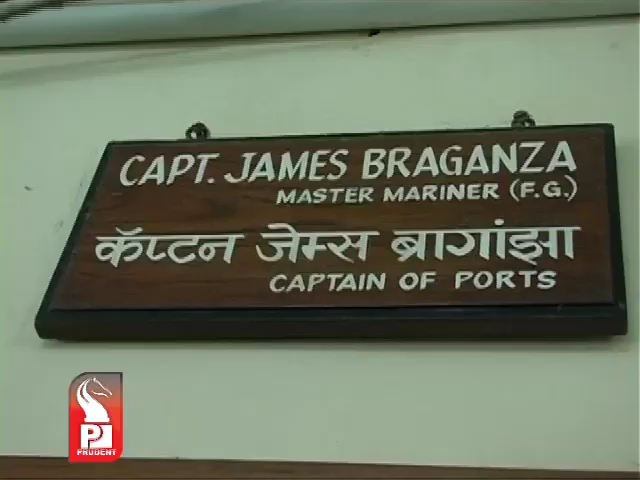 CAPT. JAMES BRAGANZA
MASTER MARINER (F.G.)
कॅप्टन जेम्स ब्रागांझा
CAPTAIN OF PORTS
PRUDENT